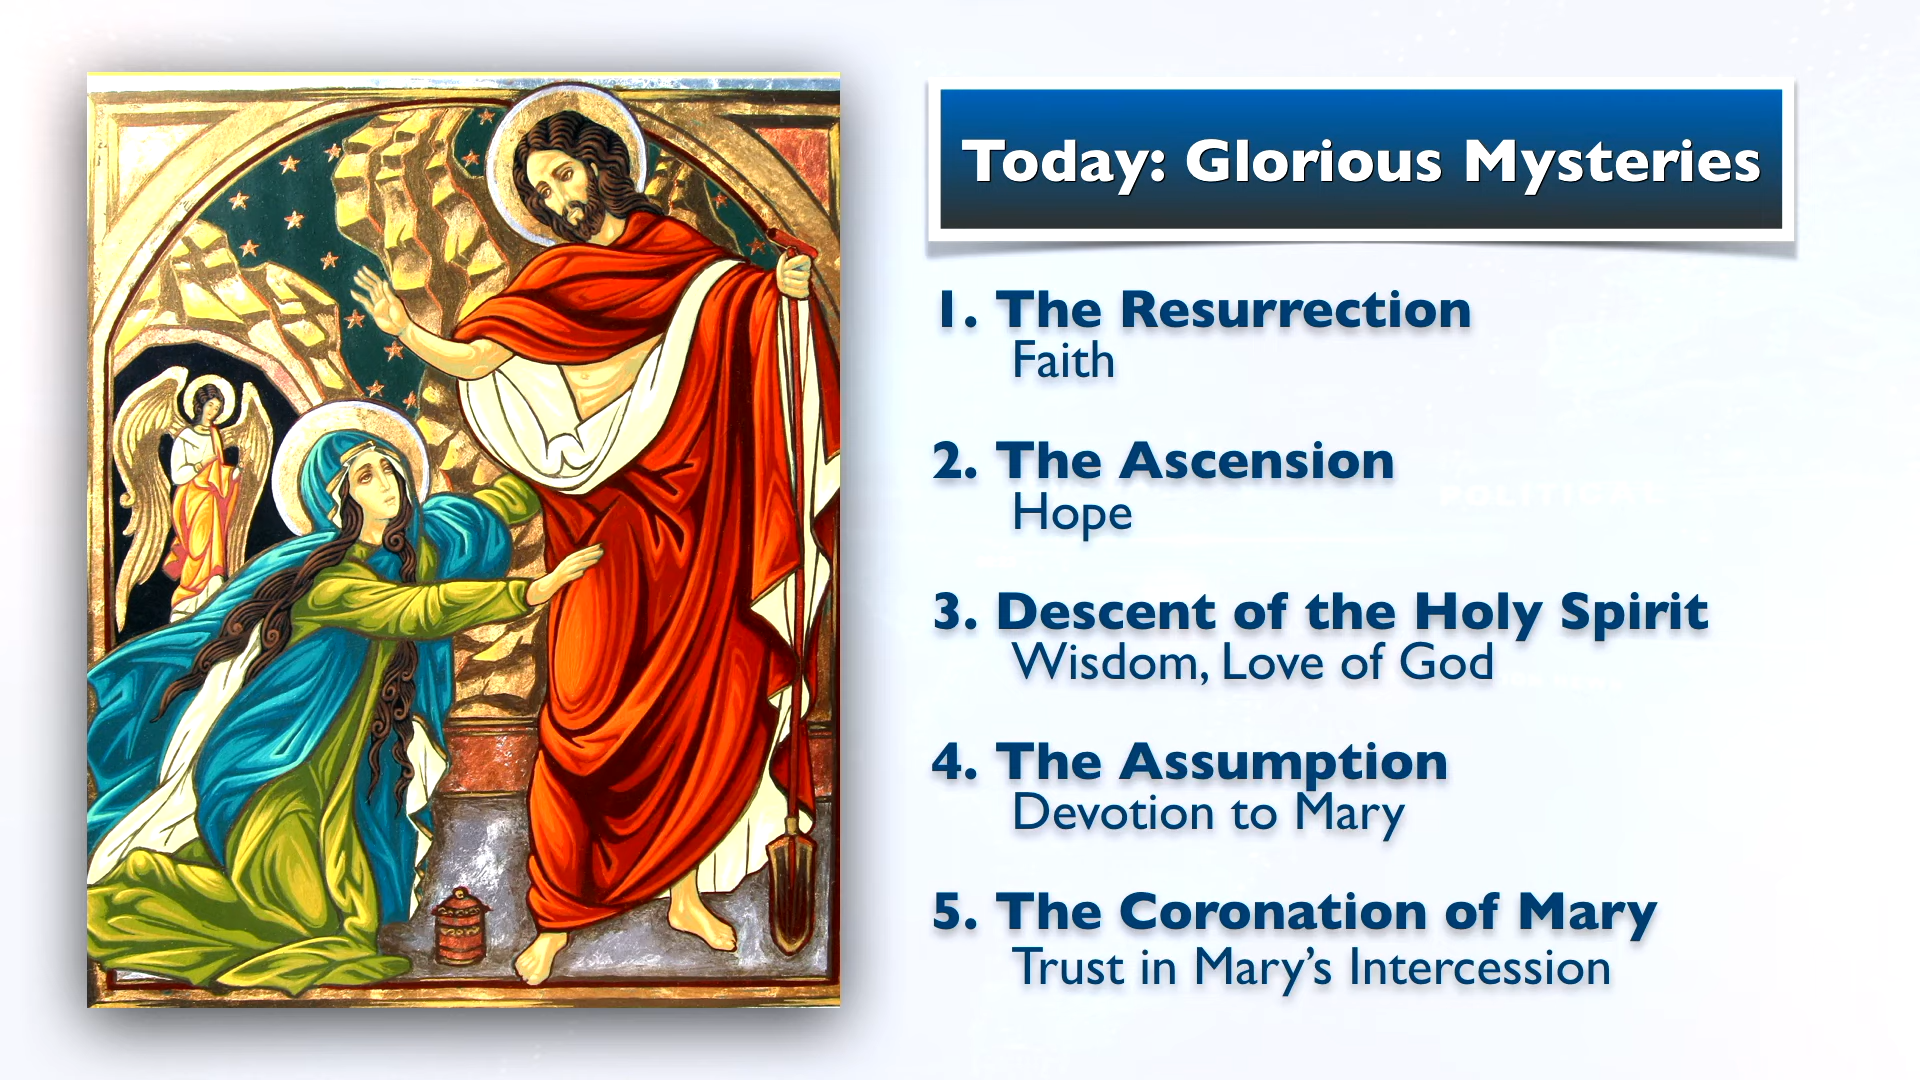 Today: Glorious Mysteries
1. The Resurrection
Faith
2. The Ascension
Hope
POLITICAL
3. Descent of the Holy Spirit
Wisdom, Love of God
4. The Assumption
Devotion to Mary
5. The Coronation of Mary
Trust in Mary’s Intercession